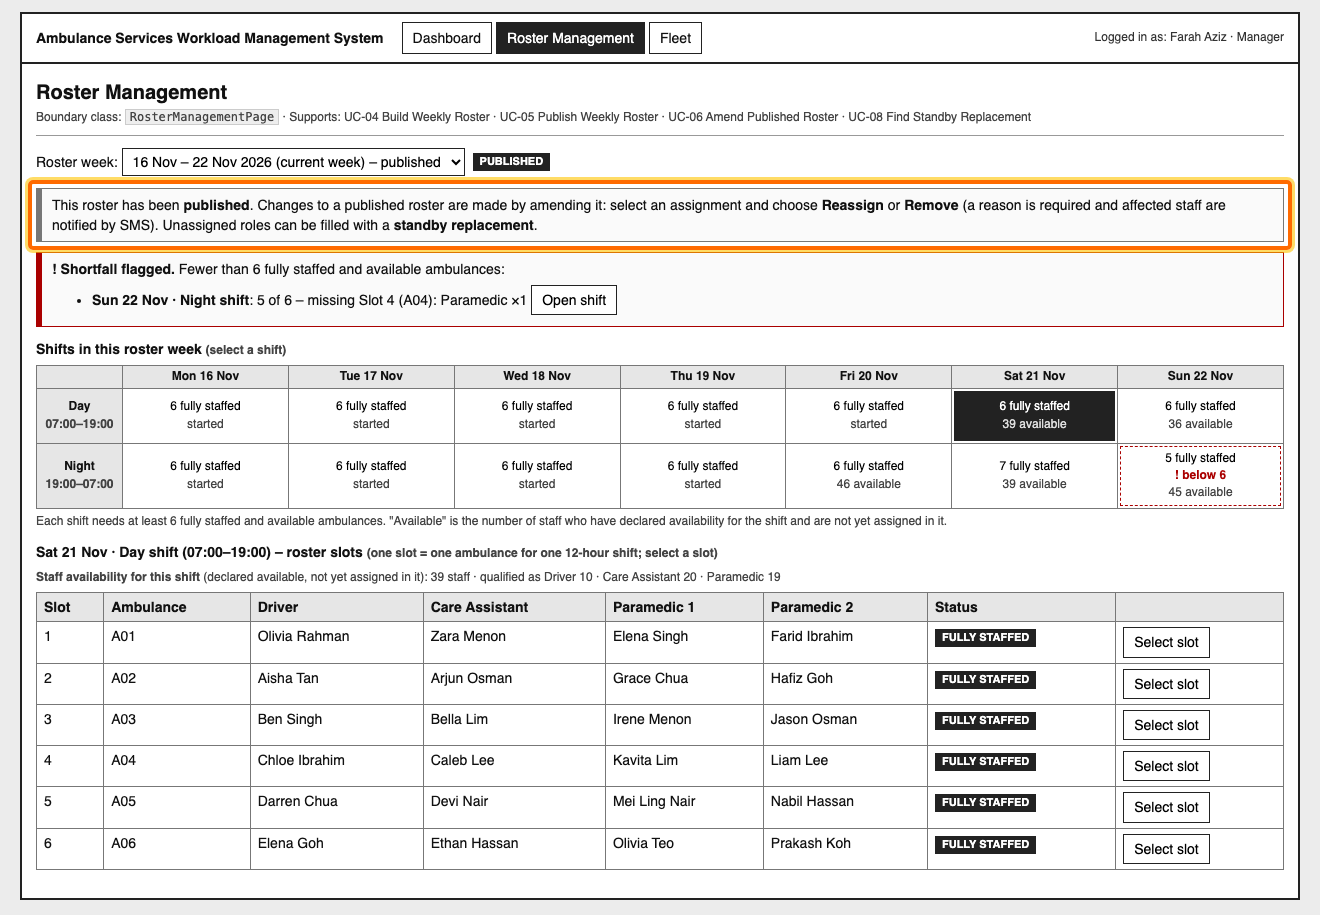 Ambulance Services Workload Management System Dashboard Roster Management Fleet Logged in as: Farah Aziz · Manager
Roster Management
Boundary class: RosterManagementPage · Supports: UC-04 Build Weekly Roster · UC-05 Publish Weekly Roster · UC-06 Amend Published Roster · UC-08 Find Standby Replacement
Roster week: 16 Nov – 22 Nov 2026 (current week) – published PUBLISHED
This roster has been published. Changes to a published roster are made by amending it: select an assignment and choose Reassign or Remove (a reason is required and affected staff are
notified by SMS). Unassigned roles can be filled with a standby replacement.
! Shortfall flagged. Fewer than 6 fully staffed and available ambulances:
• Sun 22 Nov · Night shift: 5 of 6 – missing Slot 4 (A04): Paramedic ×1 Open shift
Shifts in this roster week (select a shift)
Mon 16 Nov Tue 17 Nov Wed 18 Nov Thu 19 Nov Fri 20 Nov Sat 21 Nov Sun 22 Nov
Day 6 fully staffed 6 fully staffed 6 fully staffed 6 fully staffed 6 fully staffed 6 fully staffed 6 fully staffed
07:00–19:00 started started started started started 39 available 36 available
Night 6 fully staffed 6 fully staffed 6 fully staffed 6 fully staffed 6 fully staffed 7 fully staffed 5 fully staffed
19:00–07:00 started started started started 46 available 39 available ! below 6
45 available
Each shift needs at least 6 fully staffed and available ambulances. "Available" is the number of staff who have declared availability for the shift and are not yet assigned in it.
Sat 21 Nov · Day shift (07:00–19:00) – roster slots (one slot = one ambulance for one 12-hour shift; select a slot)
Staff availability for this shift (declared available, not yet assigned in it): 39 staff · qualified as Driver 10 · Care Assistant 20 · Paramedic 19
Slot Ambulance Driver Care Assistant Paramedic 1 Paramedic 2 Status
1 A01 Olivia Rahman Zara Menon Elena Singh Farid Ibrahim FULLY STAFFED Select slot
2 A02 Aisha Tan Arjun Osman Grace Chua Hafiz Goh FULLY STAFFED Select slot
3 A03 Ben Singh Bella Lim Irene Menon Jason Osman FULLY STAFFED Select slot
4 A04 Chloe Ibrahim Caleb Lee Kavita Lim Liam Lee FULLY STAFFED Select slot
5 A05 Darren Chua Devi Nair Mei Ling Nair Nabil Hassan FULLY STAFFED Select slot
6 A06 Elena Goh Ethan Hassan Olivia Teo Prakash Koh FULLY STAFFED Select slot